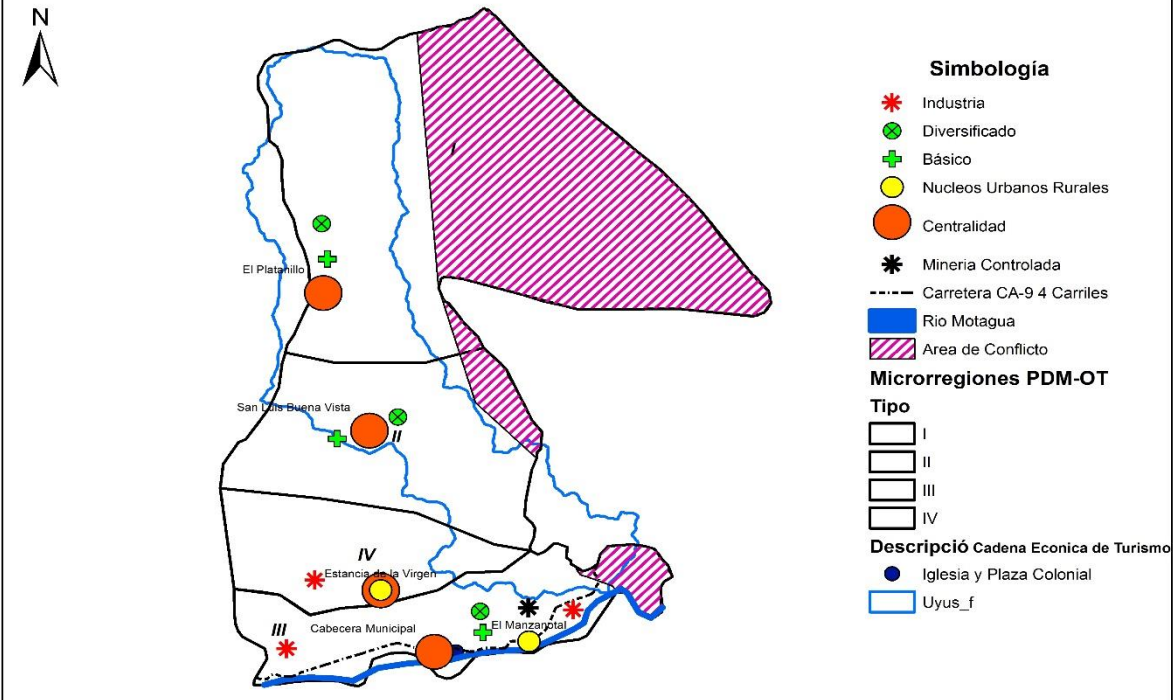 N
I
El Platanillo
San Luis Buena Vista
II
IV
Estancia de la Virgen
III
Cabecera Municipal
El Manzanotal
Simbología
Industria
Diversificado
Básico
Nucleos Urbanos Rurales
Centralidad
Mineria Controlada
Carretera CA-9 4 Carriles
Rio Motagua
Area de Conflicto
Microrregiones PDM-OT
Tipo
I
II
III
IV
Descripció Cadena Econica de Turismo
Iglesia y Plaza Colonial
Uyus_f